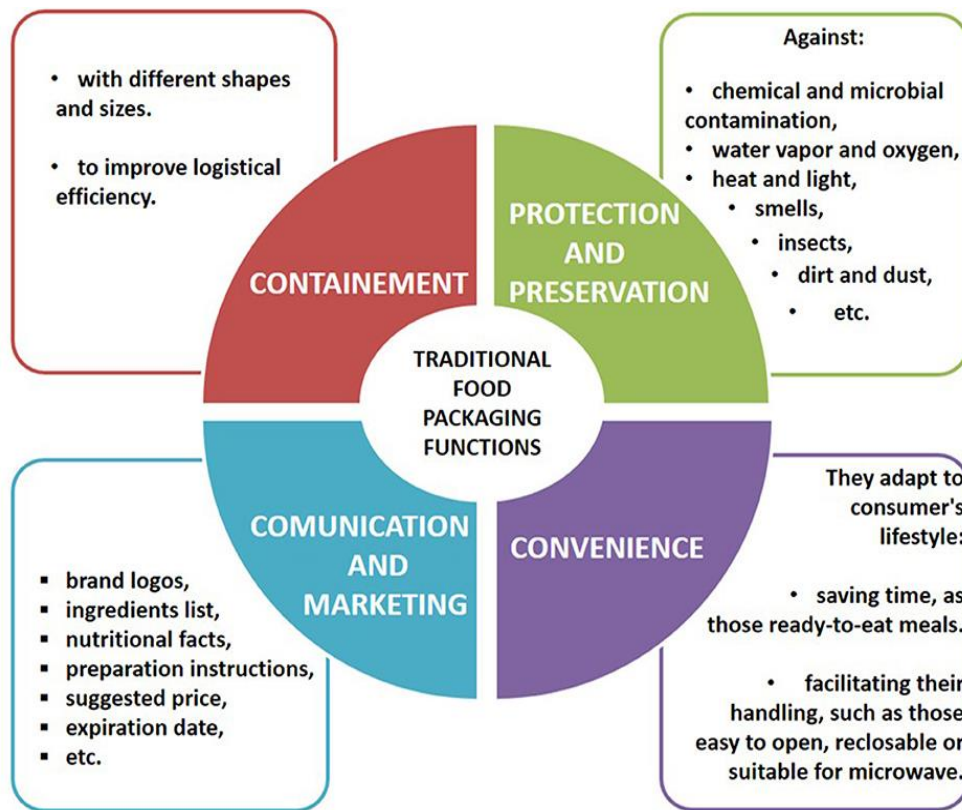 • with different shapes
and sizes.
• to improve logistical
efficiency.
CONTAINEMENT
Against:
• chemical and microbial
contamination,
• water vapor and oxygen,
• heat and light,
• smells,
• insects,
• dirt and dust,
• etc.
PROTECTION
AND
PRESERVATION
TRADITIONAL
FOOD
PACKAGING
FUNCTIONS
COMUNICATION
AND
MARKETING
▪ brand logos,
▪ ingredients list,
▪ nutritional facts,
▪ preparation instructions,
▪ suggested price,
▪ expiration date,
▪ etc.
CONVENIENCE
They adapt to
consumer's
lifestyle:
• saving time, as
those ready-to-eat meals.
• facilitating their
handling, such as those
easy to open, reclosable or
suitable for microwave.